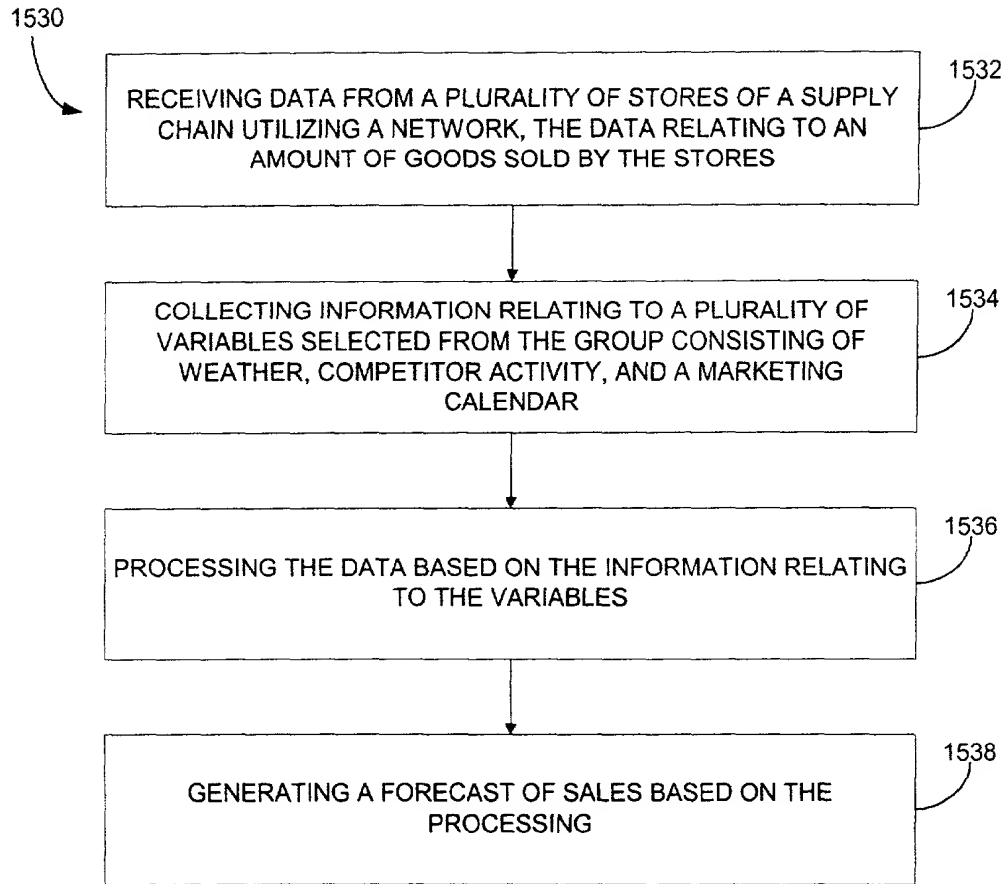 1530
1532
RECEIVING DATA FROM A PLURALITY OF STORES OF A SUPPLY
CHAIN UTILIZING A NETWORK, THE DATA RELATING TO AN
AMOUNT OF GOODS SOLD BY THE STORES
1534
COLLECTING INFORMATION RELATING TO A PLURALITY OF
VARIABLES SELECTED FROM THE GROUP CONSISTING OF
WEATHER, COMPETITOR ACTIVITY, AND A MARKETING
CALENDAR
1536
PROCESSING THE DATA BASED ON THE INFORMATION RELATING
TO THE VARIABLES
1538
GENERATING A FORECAST OF SALES BASED ON THE
PROCESSING